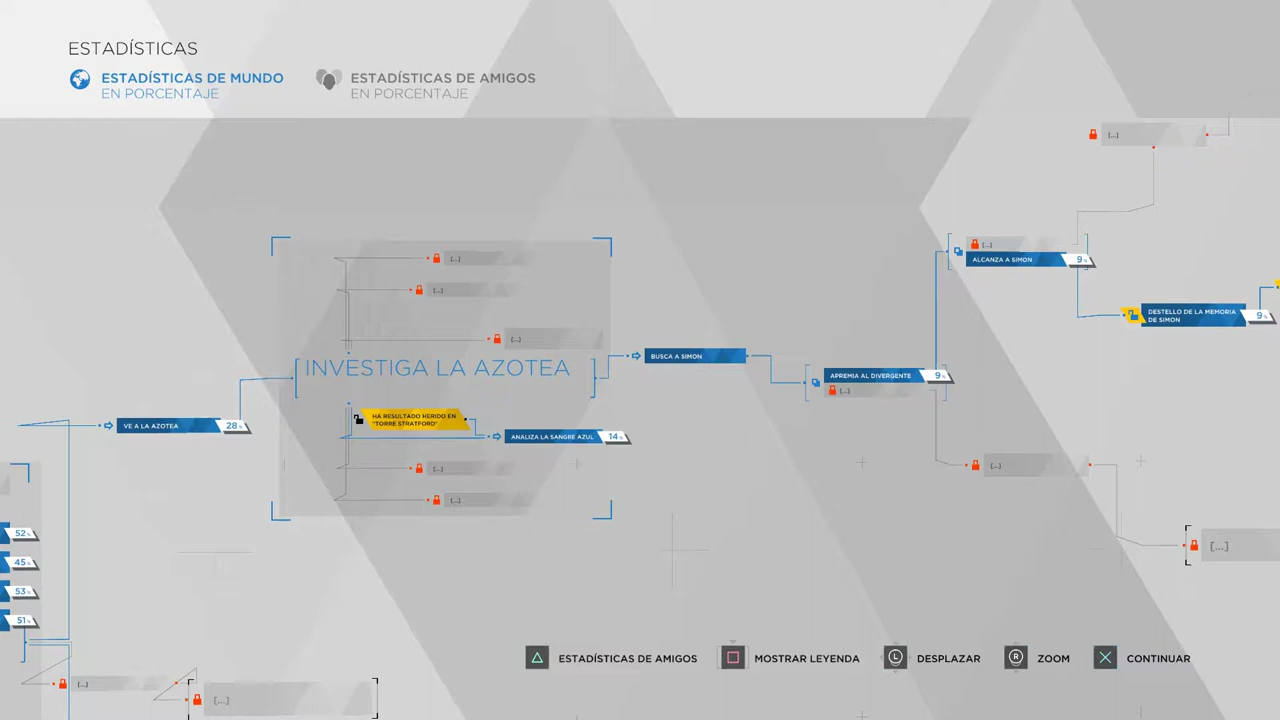 ESTADÍSTICAS
ESTADÍSTICAS DE MUNDO
EN PORCENTAJE
ESTADÍSTICAS DE AMIGOS
EN PORCENTAJE
[...]
[...]
ALCANZA A SIMON 9%
[...]
[...]
DESTELLO DE LA MEMORIA
DE SIMON 9%
[...]
INVESTIGA LA AZOTEA
BUSCA A SIMON
APREMIA AL DIVERGENTE 9%
[...]
HA RESULTADO HERIDO EN
"TORRE STRATFORD"
VE A LA AZOTEA 28%
ANALIZA LA SANGRE AZUL 14%
[...]
[...]
[...]
52%
[...]
45%
53%
51%
[...]
[...]
ESTADÍSTICAS DE AMIGOS
MOSTRAR LEYENDA
L
DESPLAZAR
R
ZOOM
CONTINUAR